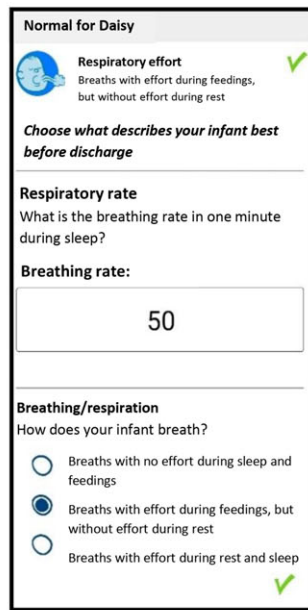 Normal for Daisy
Respiratory effort
Breaths with effort during feedings,
but without effort during rest
Choose what describes your infant best
before discharge
Respiratory rate
What is the breathing rate in one minute
during sleep?
Breathing rate:
50
Breathing/respiration
How does your infant breath?
Breaths with no effort during sleep and
feedings
Breaths with effort during feedings, but
without effort during rest
Breaths with effort during rest and sleep